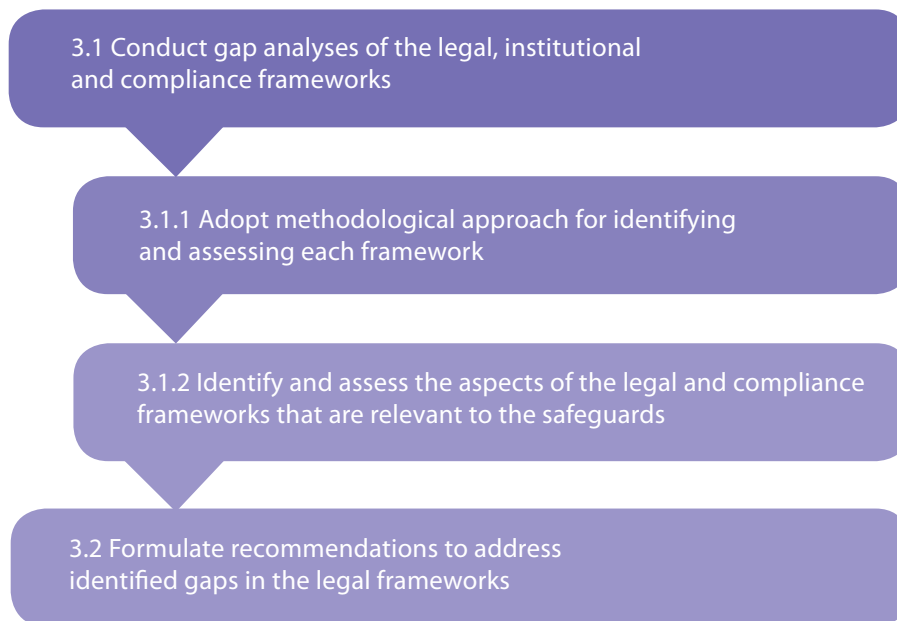 3.1 Conduct gap analyses of the legal, institutional
and compliance frameworks
3.1.1 Adopt methodological approach for identifying
and assessing each framework
3.1.2 Identify and assess the aspects of the legal and compliance
frameworks that are relevant to the safeguards
3.2 Formulate recommendations to address
identified gaps in the legal frameworks